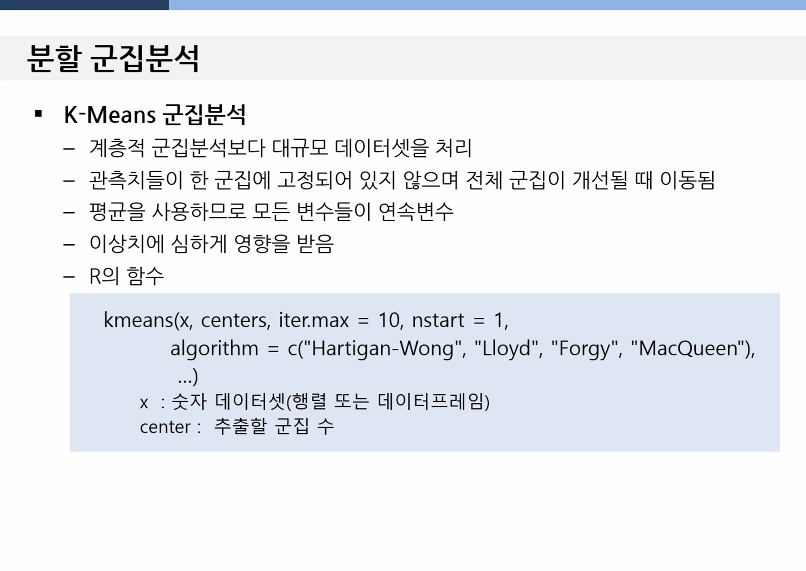 분할 군집분석
▪ K-Means 군집분석
– 계층적 군집분석보다 대규모 데이터셋을 처리
– 관측치들이 한 군집에 고정되어 있지 않으며 전체 군집이 개선될 때 이동됨
– 평균을 사용하므로 모든 변수들이 연속변수
– 이상치에 심하게 영향을 받음
– R의 함수
kmeans(x, centers, iter.max = 10, nstart = 1,
algorithm = c("Hartigan-Wong", "Lloyd", "Forgy", "MacQueen"),
...)
x : 숫자 데이터셋(행렬 또는 데이터프레임)
center : 추출할 군집 수